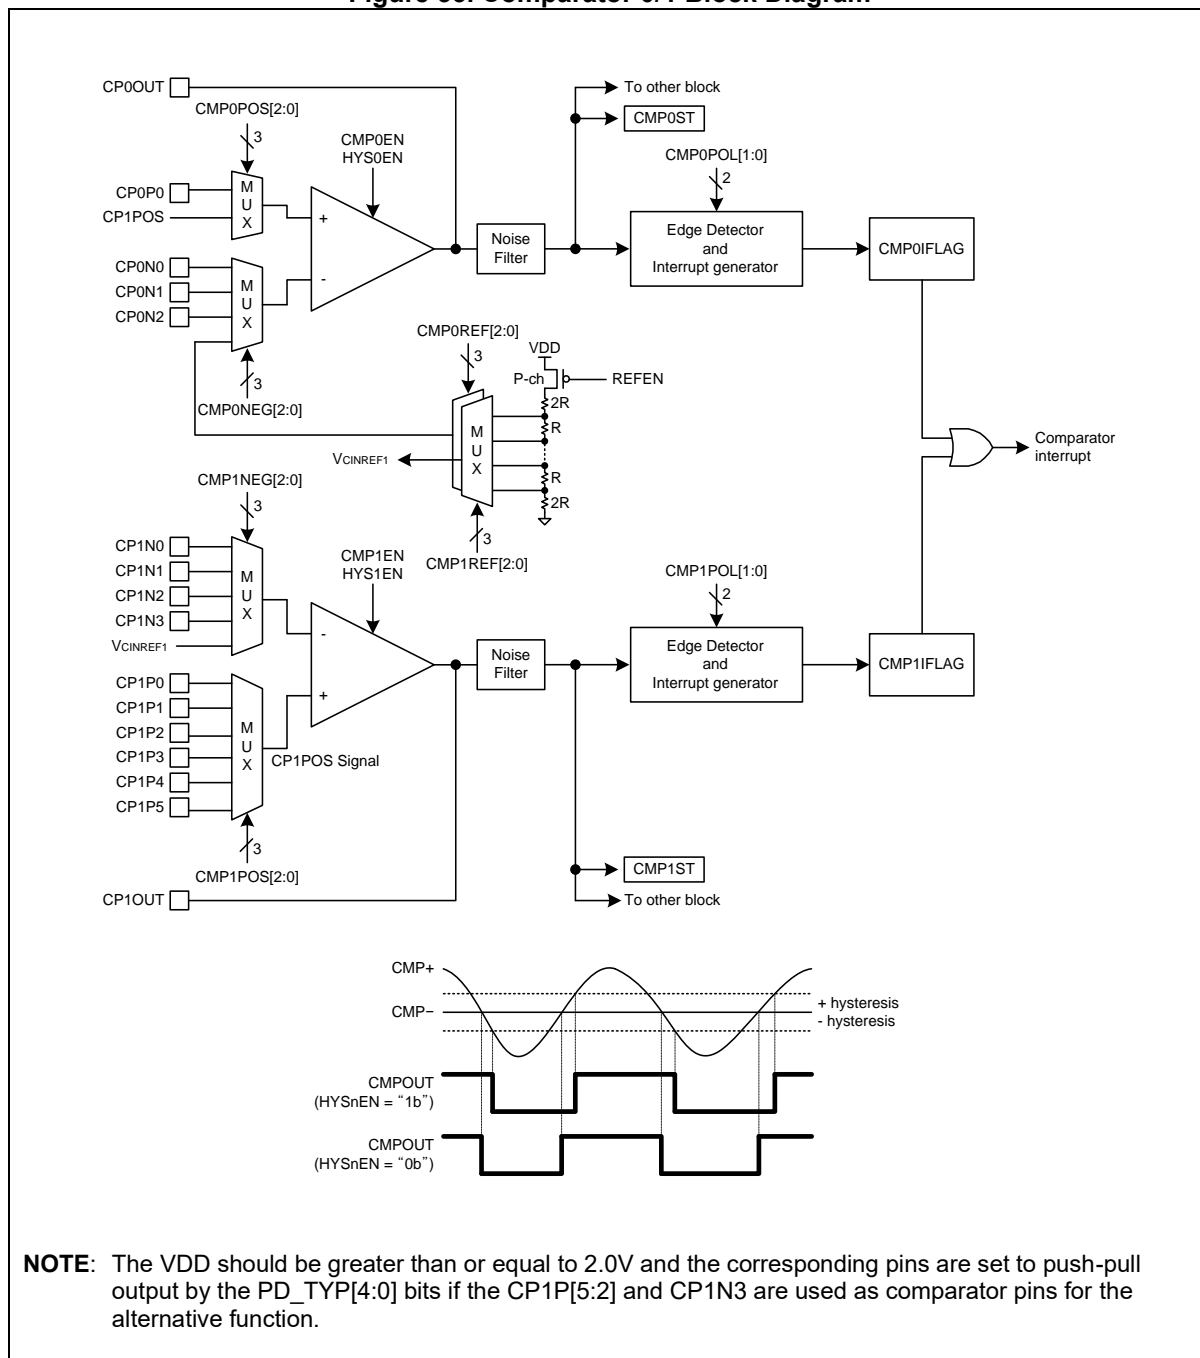 CP0OUT
CMP0POS[2:0]
3
CMP0EN
HYS0EN
CP0P0
CP1POS
M
U
X
+
-
CP0N0
CP0N1
CP0N2
M
U
X
3
CMP0NEG[2:0]
Noise
Filter
To other block
CMP0ST
CMP0POL[1:0]
2
Edge Detector
and
Interrupt generator
CMP0IFLAG
CMP0REF[2:0]
3
VDD
P-ch
REFEN
2R
R
R
2R
M
U
X
VCINREF1
3
CMP1REF[2:0]
Comparator
interrupt
CMP1NEG[2:0]
3
CP1N0
CP1N1
CP1N2
CP1N3
VCINREF1
M
U
X
CMP1EN
HYS1EN
-
+
CP1P0
CP1P1
CP1P2
CP1P3
CP1P4
CP1P5
M
U
X
CP1POS Signal
3
CMP1POS[2:0]
CP1OUT
Noise
Filter
CMP1POL[1:0]
2
Edge Detector
and
Interrupt generator
CMP1IFLAG
CMP1ST
To other block
CMP+
CMP−
+ hysteresis
- hysteresis
CMPOUT
(HYSnEN = “1b”)
CMPOUT
(HYSnEN = “0b”)
NOTE: The VDD should be greater than or equal to 2.0V and the corresponding pins are set to push-pull
output by the PD_TYP[4:0] bits if the CP1P[5:2] and CP1N3 are used as comparator pins for the
alternative function.